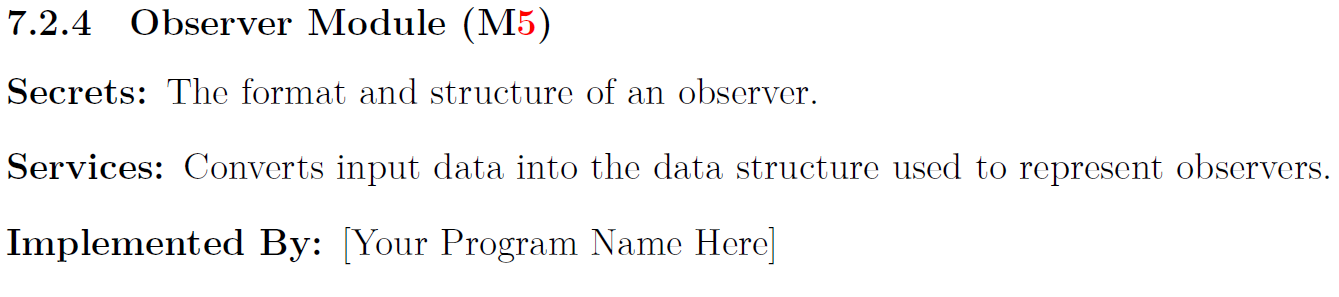 7.2.4 Observer Module (M5)
Secrets: The format and structure of an observer.
Services: Converts input data into the data structure used to represent observers.
Implemented By: [Your Program Name Here]